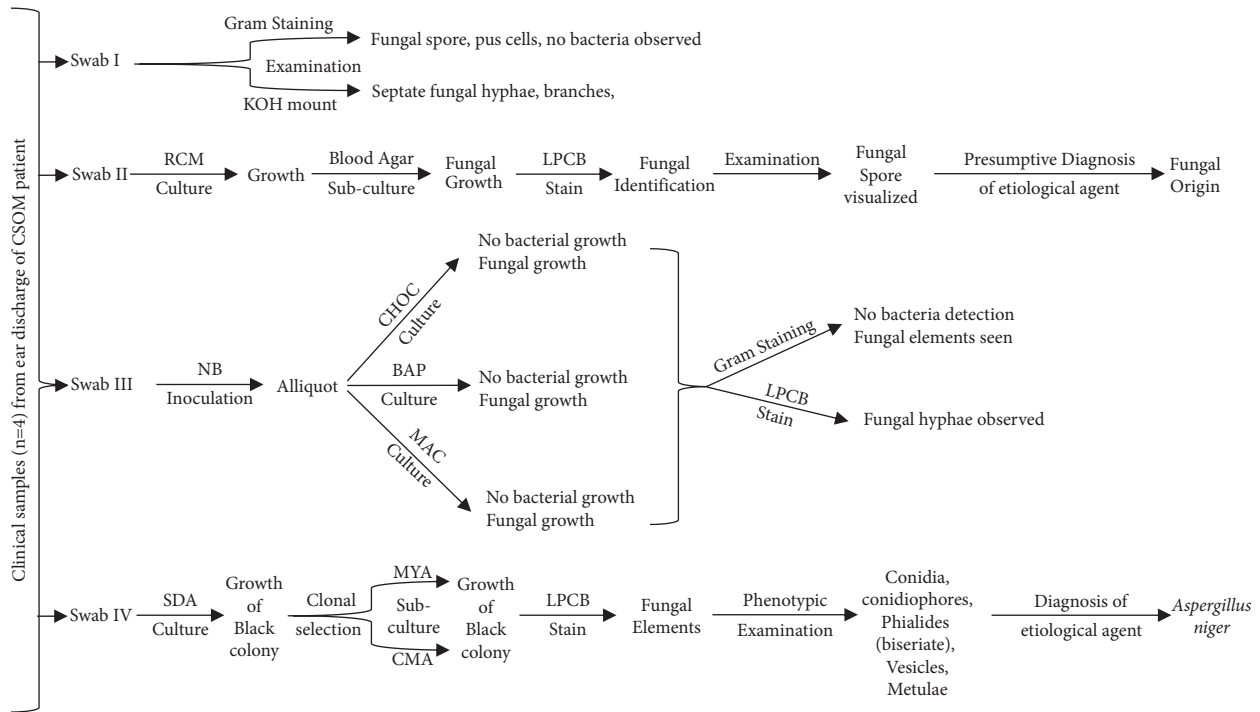 Clinical samples (n=4) from ear discharge of CSOM patient
Swab I
Gram Staining
Examination
KOH mount
Fungal spore, pus cells, no bacteria observed
Septate fungal hyphae, branches,
Swab II
RCM
Culture
Growth
Blood Agar
Sub-culture
Fungal
Growth
LPCB
Stain
Fungal
Identification
Examination
Fungal
Spore
visualized
Presumptive Diagnosis
of etiological agent
Fungal
Origin
Swab III
NB
Inoculation
Alliquot
CHOC
Culture
No bacterial growth
Fungal growth
BAP
Culture
No bacterial growth
Fungal growth
MAC
Culture
No bacterial growth
Fungal growth
Gram Staining
No bacteria detection
Fungal elements seen
LPCB
Stain
Fungal hyphae observed
Swab IV
SDA
Culture
Growth
of
Black
colony
Clonal
selection
MYA
Sub-
culture
CMA
Growth
of
Black
colony
LPCB
Stain
Fungal
Elements
Phenotypic
Examination
Conidia,
conidiophores,
Phialides
(biseriate),
Vesicles,
Metulae
Diagnosis of
etiological agent
Aspergillus
niger